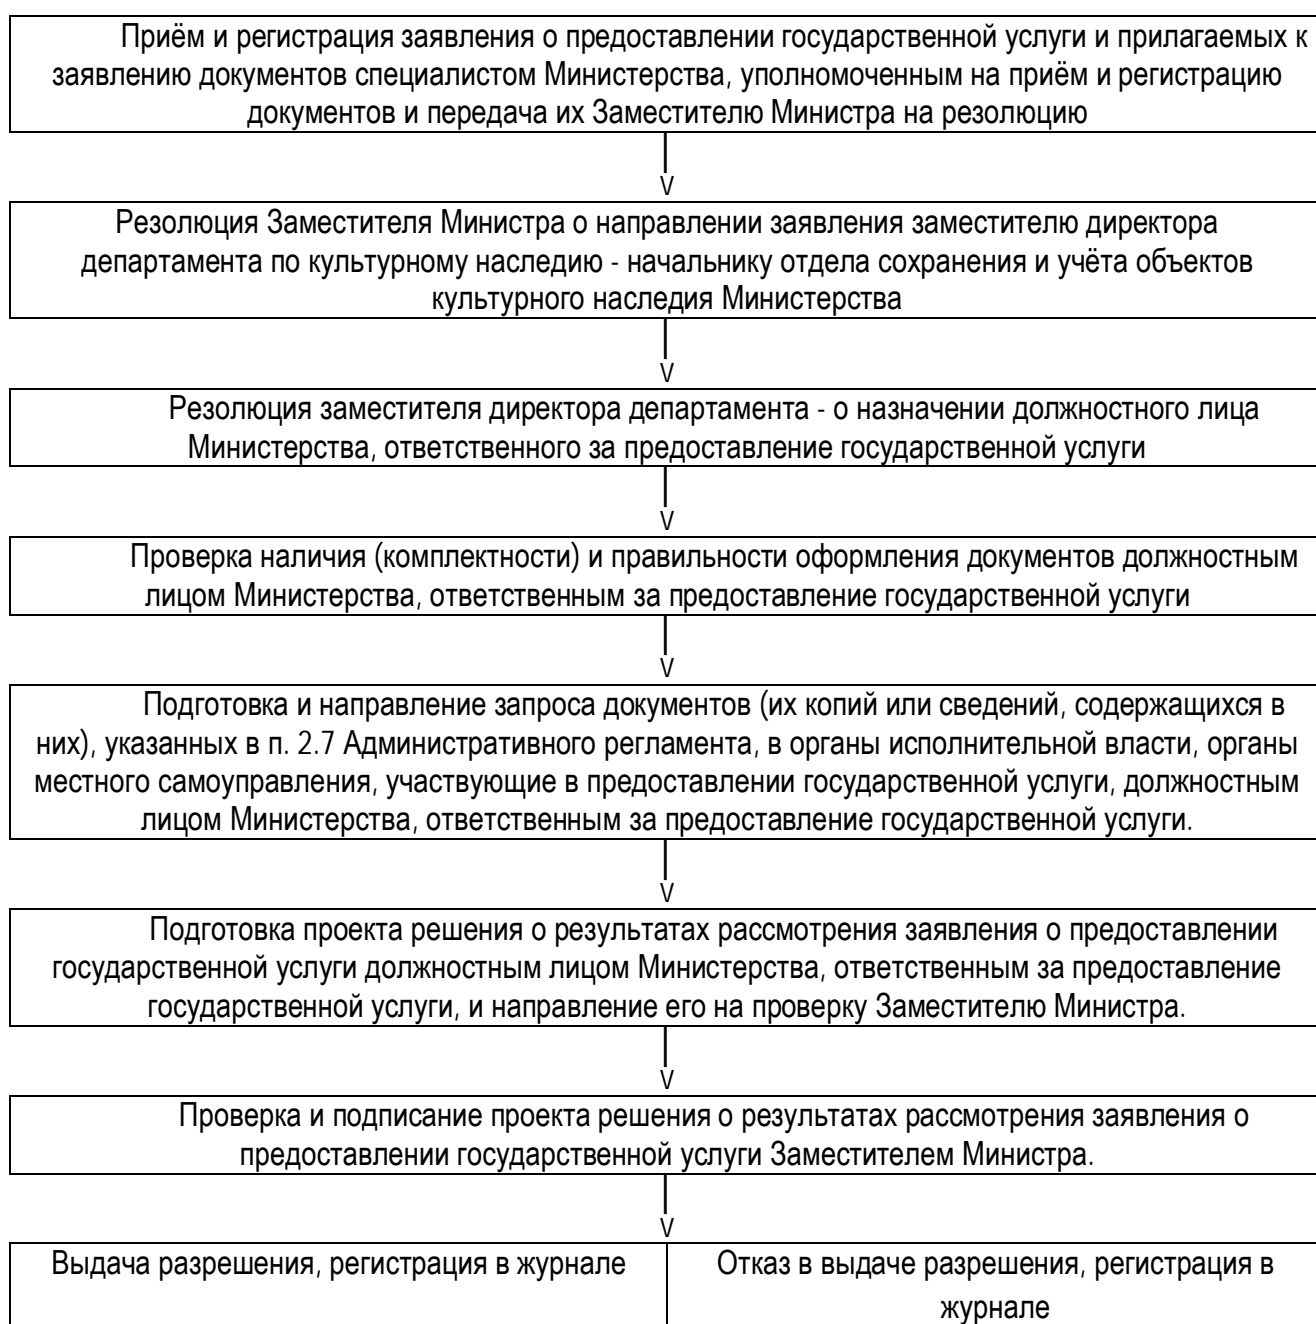 Приём и регистрация заявления о предоставлении государственной услуги и прилагаемых к
заявлению документов специалистом Министерства, уполномоченным на приём и регистрацию
документов и передача их Заместителю Министра на резолюцию
V
Резолюция Заместителя Министра о направлении заявления заместителю директора
департамента по культурному наследию - начальнику отдела сохранения и учёта объектов
культурного наследия Министерства
V
Резолюция заместителя директора департамента - о назначении должностного лица
Министерства, ответственного за предоставление государственной услуги
V
Проверка наличия (комплектности) и правильности оформления документов должностным
лицом Министерства, ответственным за предоставление государственной услуги
V
Подготовка и направление запроса документов (их копий или сведений, содержащихся в
них), указанных в п. 2.7 Административного регламента, в органы исполнительной власти, органы
местного самоуправления, участвующие в предоставлении государственной услуги, должностным
лицом Министерства, ответственным за предоставление государственной услуги.
V
Подготовка проекта решения о результатах рассмотрения заявления о предоставлении
государственной услуги должностным лицом Министерства, ответственным за предоставление
государственной услуги, и направление его на проверку Заместителю Министра.
V
Проверка и подписание проекта решения о результатах рассмотрения заявления о
предоставлении государственной услуги Заместителем Министра.
V
Выдача разрешения, регистрация в журнале
Отказ в выдаче разрешения, регистрация в
журнале